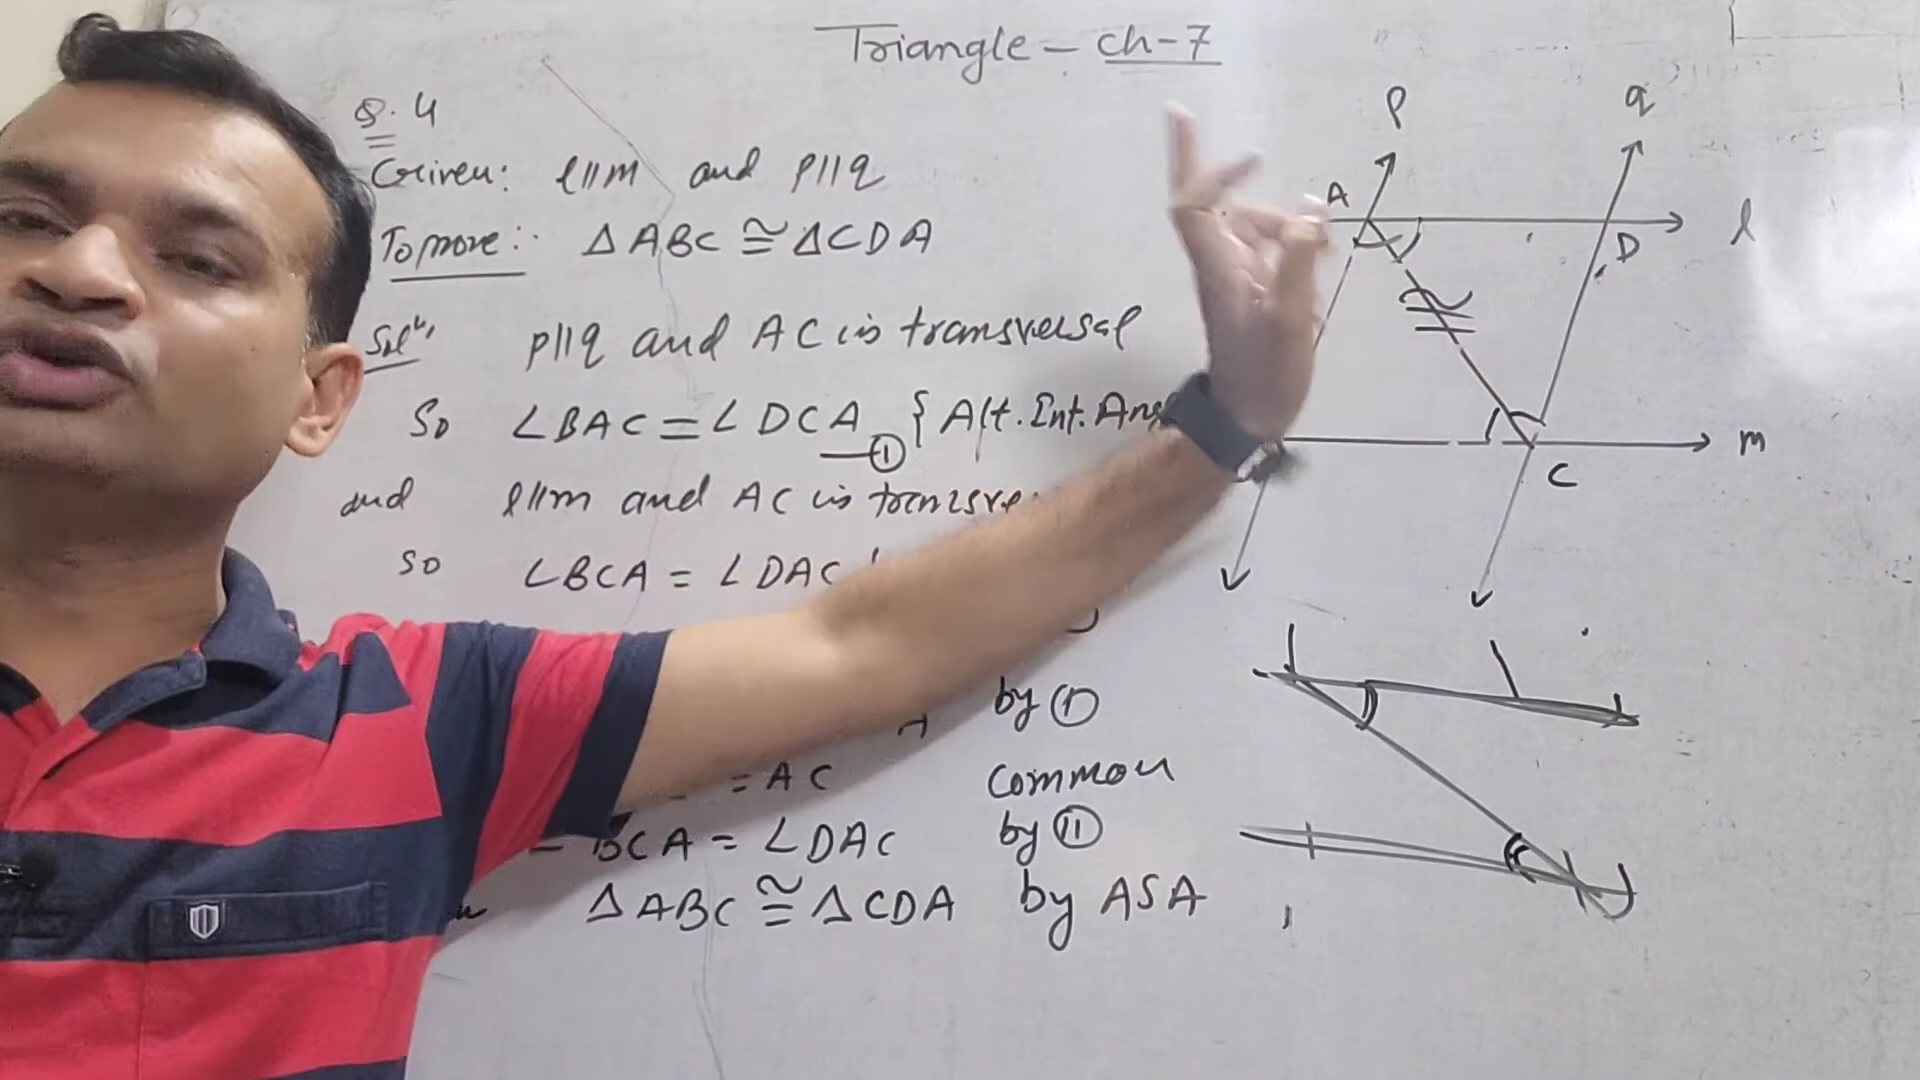 Triangle - ch-7
Q. 4
Given: l||m and p||q
To prove: ΔABC ≅ ΔCDA
Solⁿ, p||q and AC is transversal
So ∠BAC = ∠DCA { Alt. Int. Ang
—①
and l||m and AC is transve
so ∠BCA = ∠DAC
by ①
= AC common
BCA = ∠DAC by ⑪
ΔABC ≅ ΔCDA by ASA
p
q
A
l
D
m
C